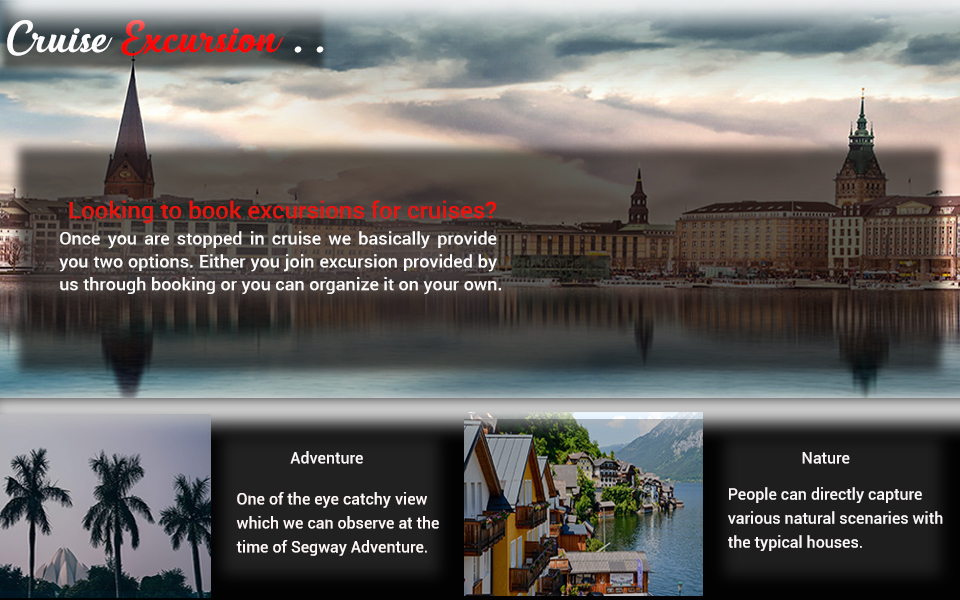 Cruise Excursion . .
Looking to book excursions for cruises?
Once you are stopped in cruise we basically provide
you two options. Either you join excursion provided by
us through booking or you can organize it on your own.
Adventure
One of the eye catchy view
which we can observe at the
time of Segway Adventure.
Nature
People can directly capture
various natural scenaries with
the typical houses.